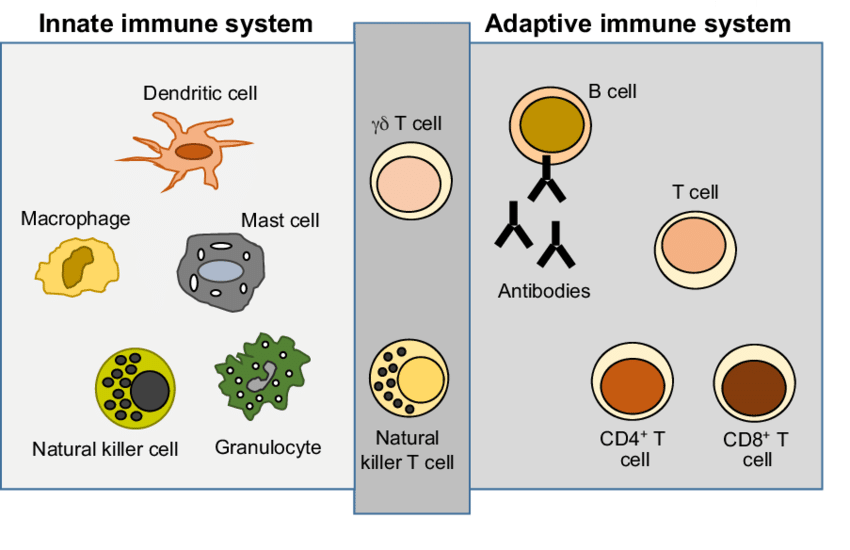 Innate immune system
Adaptive immune system
Dendritic cell
Macrophage
Mast cell
Natural killer cell
Granulocyte
γδ T cell
Natural
killer T cell
B cell
Antibodies
T cell
CD4⁺ T
cell
CD8⁺ T
cell